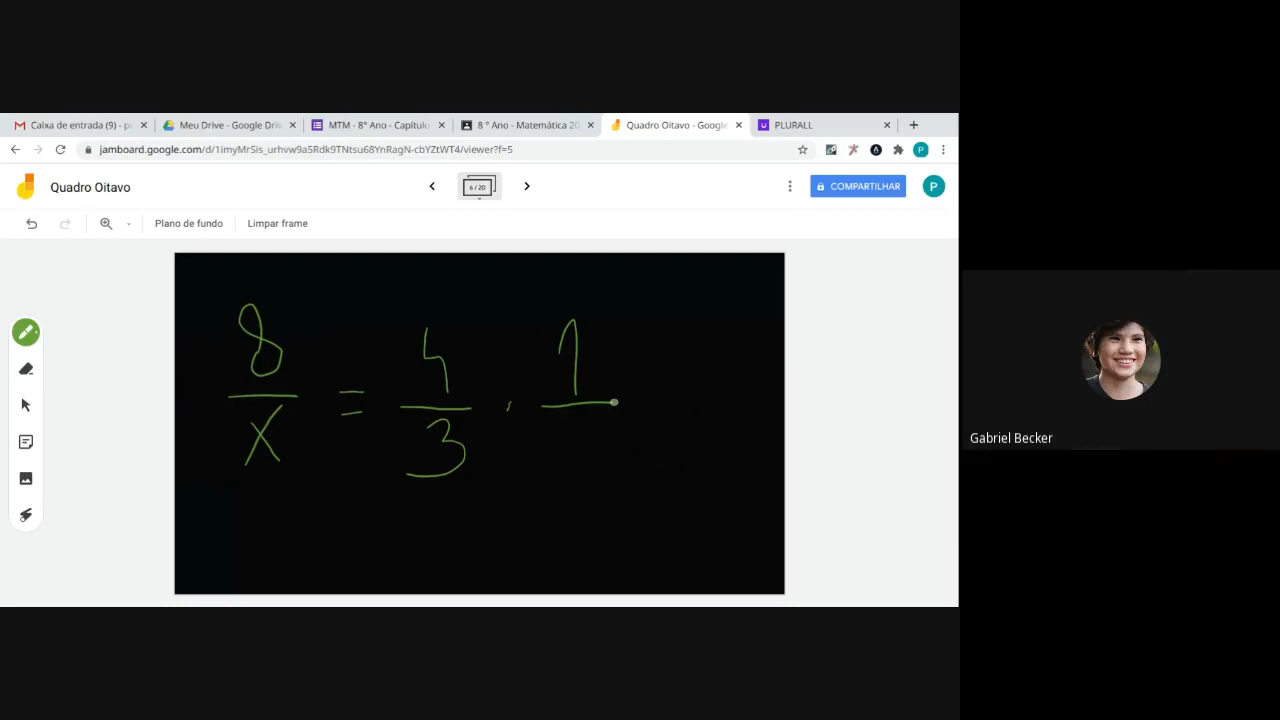 Caixa de entrada (9) - p
Meu Drive - Google Dri
MTM - 8° Ano - Capítulo
8 ° Ano - Matemática 20
Quadro Oitavo - Google
PLURALL
jamboard.google.com/d/1imyMrSis_urhvw9a5Rdk9TNtsu68YnRagN-cbYZtWT4/viewer?f=5
P
Quadro Oitavo
6 / 20
COMPARTILHAR
P
Plano de fundo
Limpar frame
8/x = 4/3 . 1/
Gabriel Becker